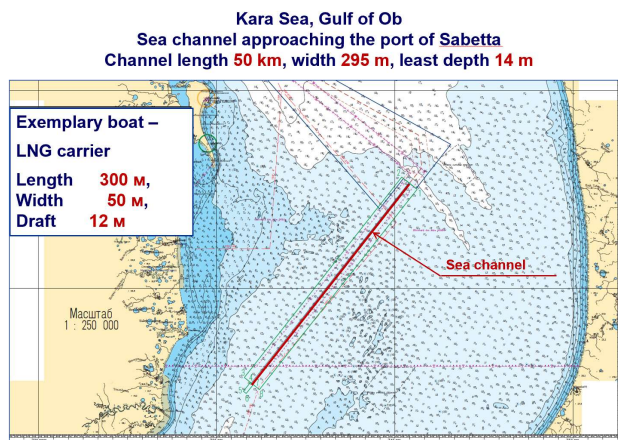 Kara Sea, Gulf of Ob
Sea channel approaching the port of Sabetta
Channel length 50 km, width 295 m, least depth 14 m
Exemplary boat –
LNG carrier
Length 300 м,
Width 50 м,
Draft 12 м
Sea channel
Масштаб
1 : 250 000